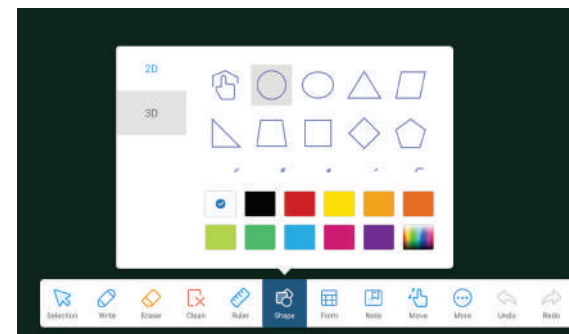 2D
3D
Selection Write Eraser Clean Ruler Shape Form Note Move More Undo Redo